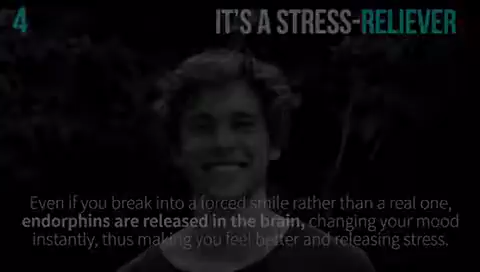 4
IT'S A STRESS-RELIEVER
Even if you break into a forced smile rather than a real one,
endorphins are released in the brain, changing your mood
instantly, thus making you feel better and releasing stress.